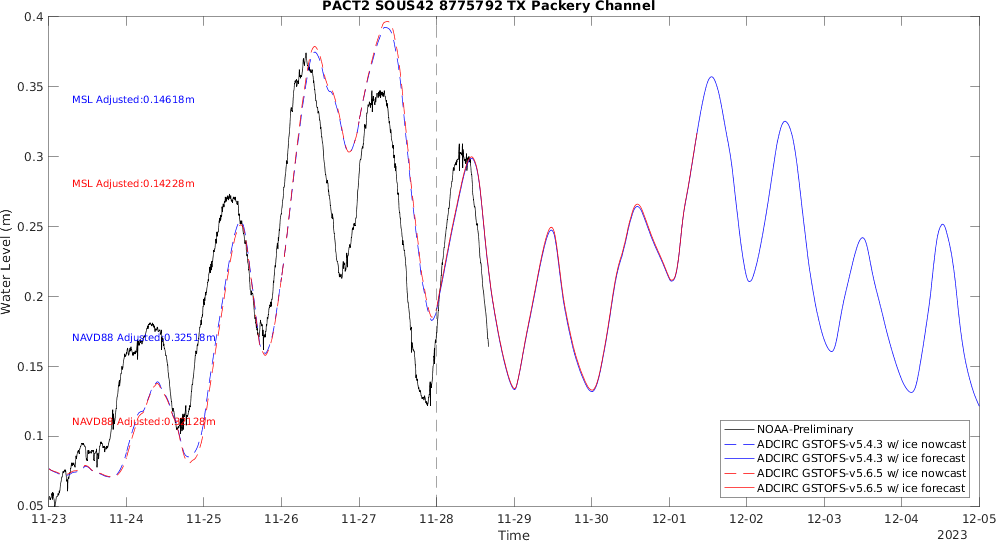 PACT2 SOUS42 8775792 TX Packery Channel
0.4
0.35
0.3
0.25
0.2
0.15
0.1
0.05
Water Level (m)
MSL Adjusted:0.14618m
MSL Adjusted:0.14228m
NAVD88 Adjusted:0.32518m
NAVD88 Adjusted:0.32128m
NOAA-Preliminary
ADCIRC GSTOFS-v5.4.3 w/ ice nowcast
ADCIRC GSTOFS-v5.4.3 w/ ice forecast
ADCIRC GSTOFS-v5.6.5 w/ ice nowcast
ADCIRC GSTOFS-v5.6.5 w/ ice forecast
11-23 11-24 11-25 11-26 11-27 11-28 11-29 11-30 12-01 12-02 12-03 12-04 12-05
Time
2023